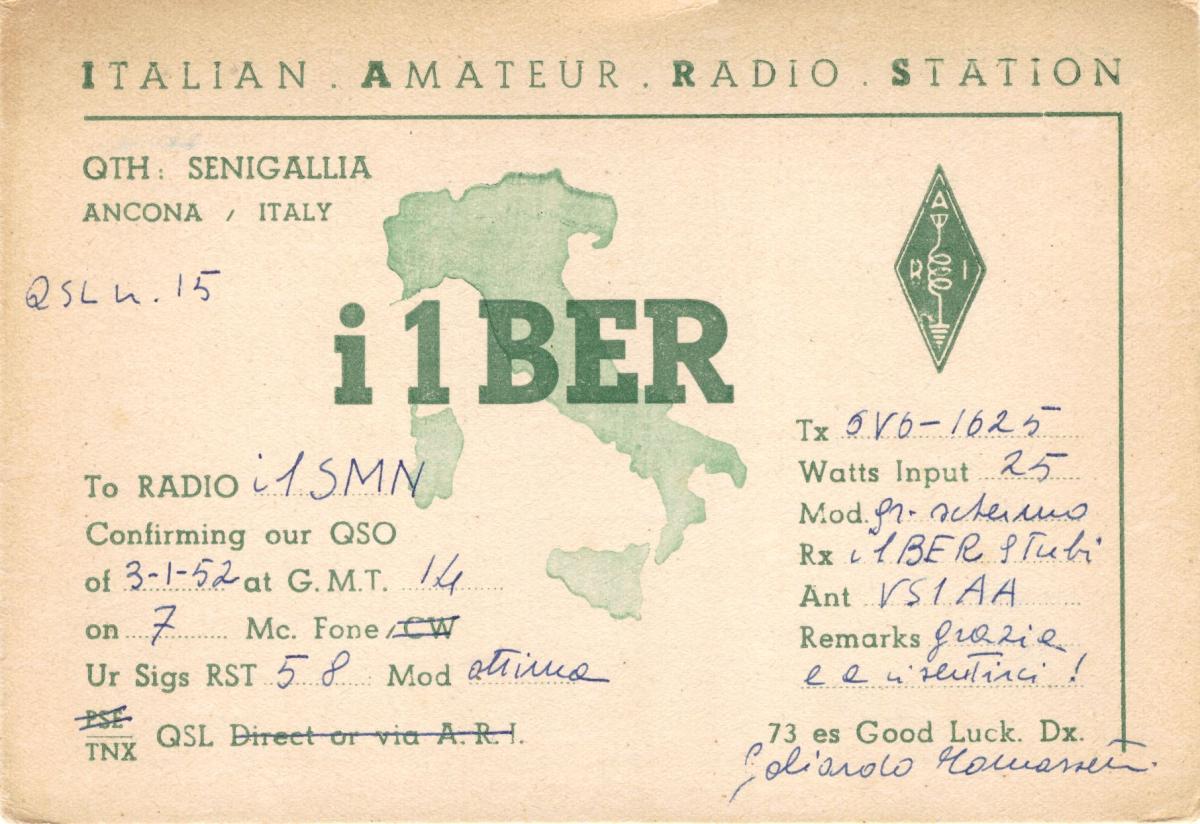 ITALIAN . AMATEUR . RADIO . STATION
QTH: SENIGALLIA
ANCONA / ITALY
QSL n. 15
A
R I
i1BER
To RADIO i1SMN
Confirming our QSO
of 3-1-52 at G.M.T. 14
on 7 Mc. Fone/CW
Ur Sigs RST 58 Mod ottima
PSE
TNX QSL Direct or via A.R.I.
Tx 6V6-1625
Watts Input 25
Mod. gr. schermo
Rx i1BER 9 Tubi
Ant VS1AA
Remarks grazie
e a risentirci!
73 es Good Luck. Dx.